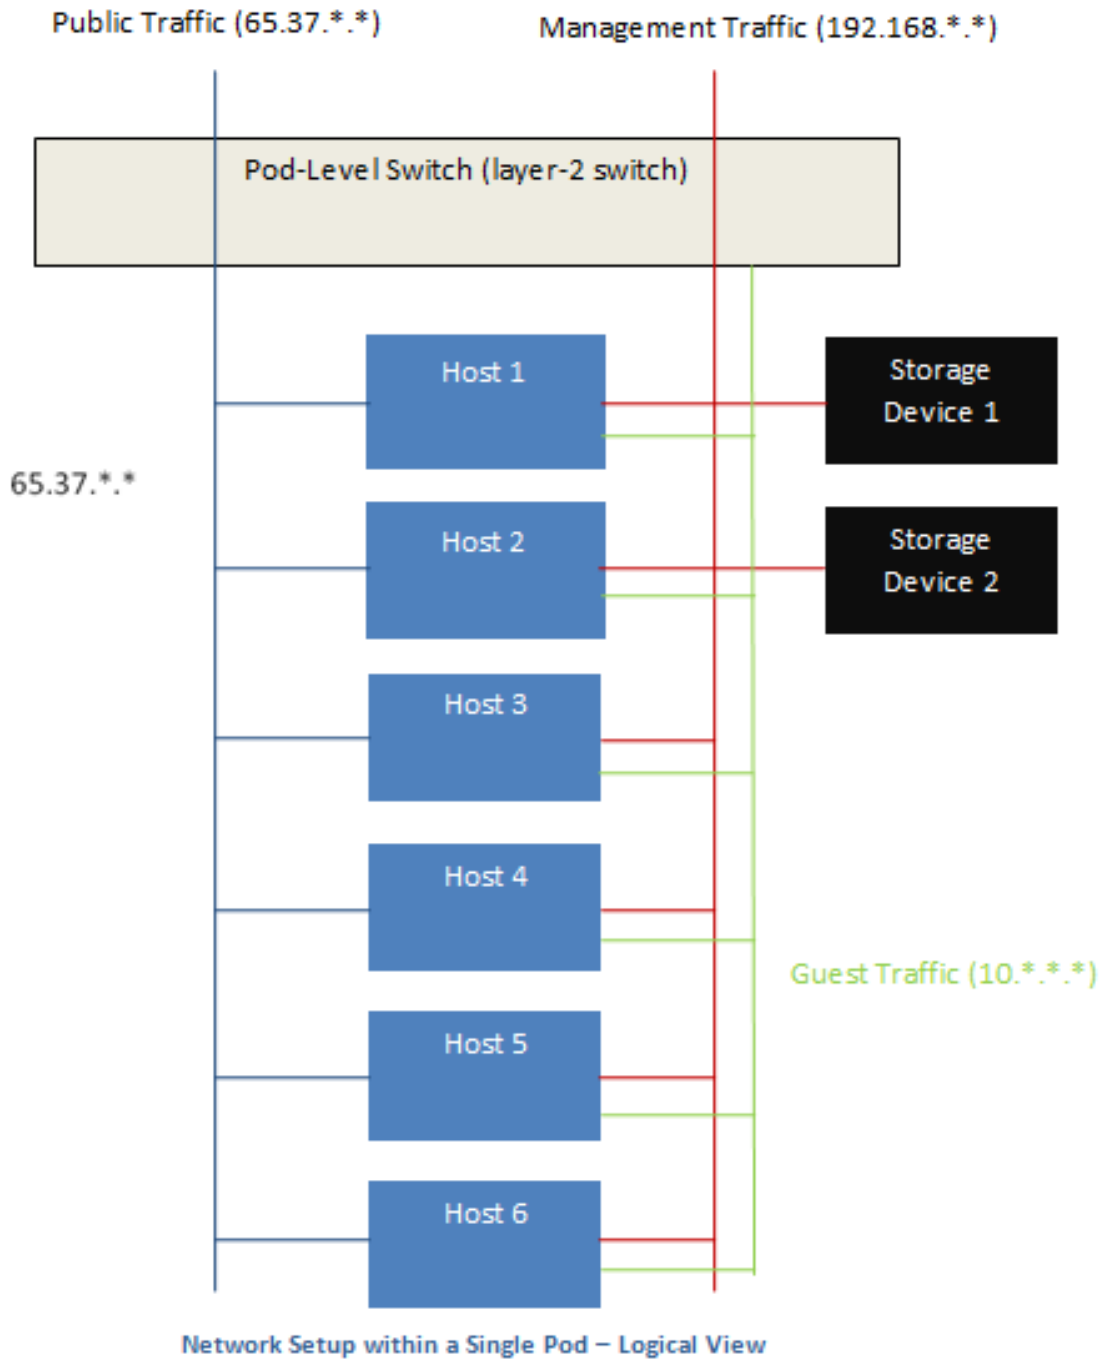 Public Traffic (65.37.*.*)
Management Traffic (192.168.*.*)
Pod-Level Switch (layer-2 switch)
Host 1
Storage
Device 1
65.37.*.*
Host 2
Storage
Device 2
Host 3
Host 4
Guest Traffic (10.*.*.*)
Host 5
Host 6
Network Setup within a Single Pod – Logical View